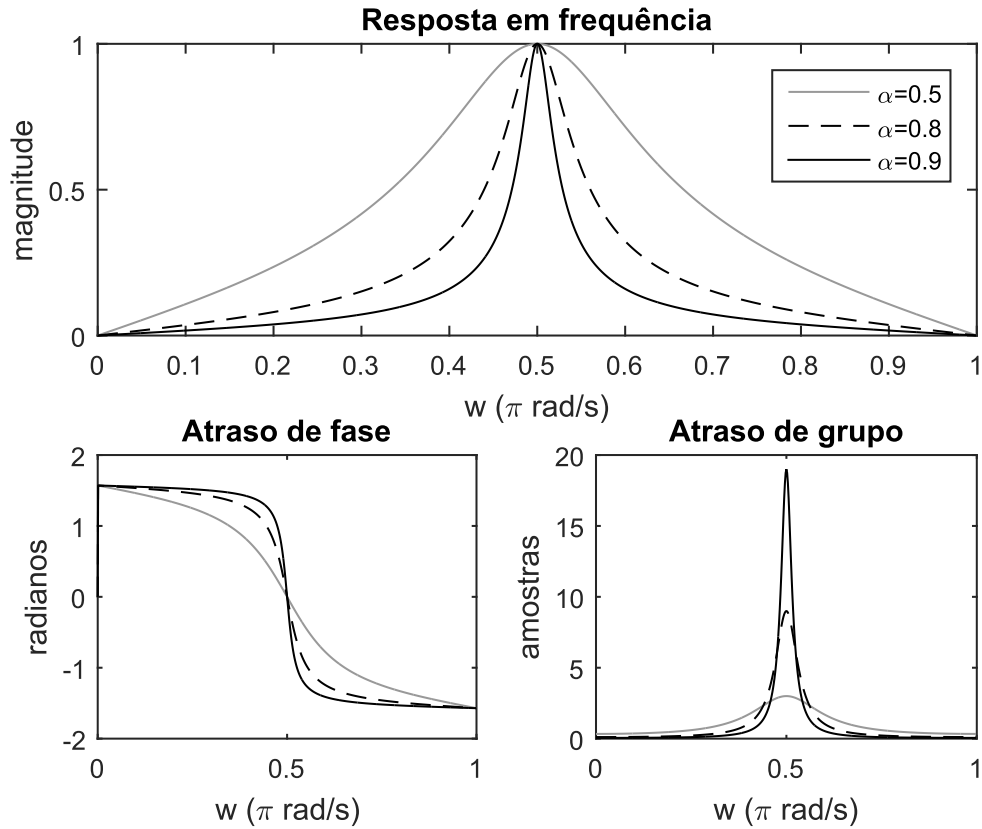 Resposta em frequência
magnitude
1
0.5
0
α=0.5
α=0.8
α=0.9
0 0.1 0.2 0.3 0.4 0.5 0.6 0.7 0.8 0.9 1
w (π rad/s)
Atraso de fase
radianos
2
1
0
-1
-2
0 0.5 1
w (π rad/s)
Atraso de grupo
amostras
20
15
10
5
0
0 0.5 1
w (π rad/s)